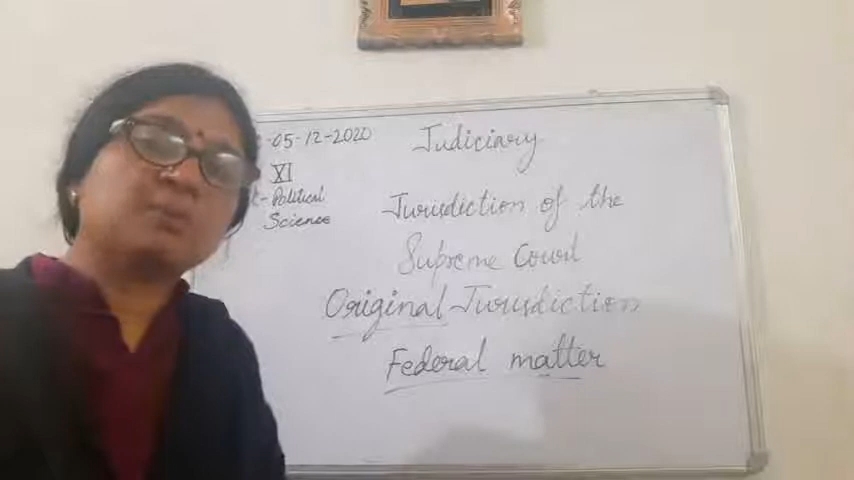 -05-12-2020
Judiciary
XI
- Political
Science
Jurisdiction of the
Supreme Court
Original Jurisdiction
Federal matter